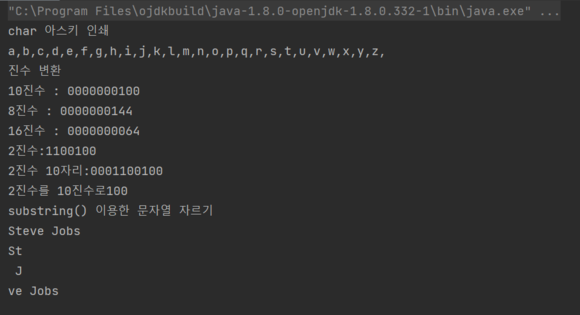 "C:\Program Files\ojdkbuild\java-1.8.0-openjdk-1.8.0.332-1\bin\java.exe" ...
char 아스키 인쇄
a,b,c,d,e,f,g,h,i,j,k,l,m,n,o,p,q,r,s,t,u,v,w,x,y,z,
진수 변환
10진수 : 0000000100
8진수 : 0000000144
16진수 : 0000000064
2진수:1100100
2진수 10자리:0001100100
2진수를 10진수로100
substring() 이용한 문자열 자르기
Steve Jobs
St
 J
ve Jobs